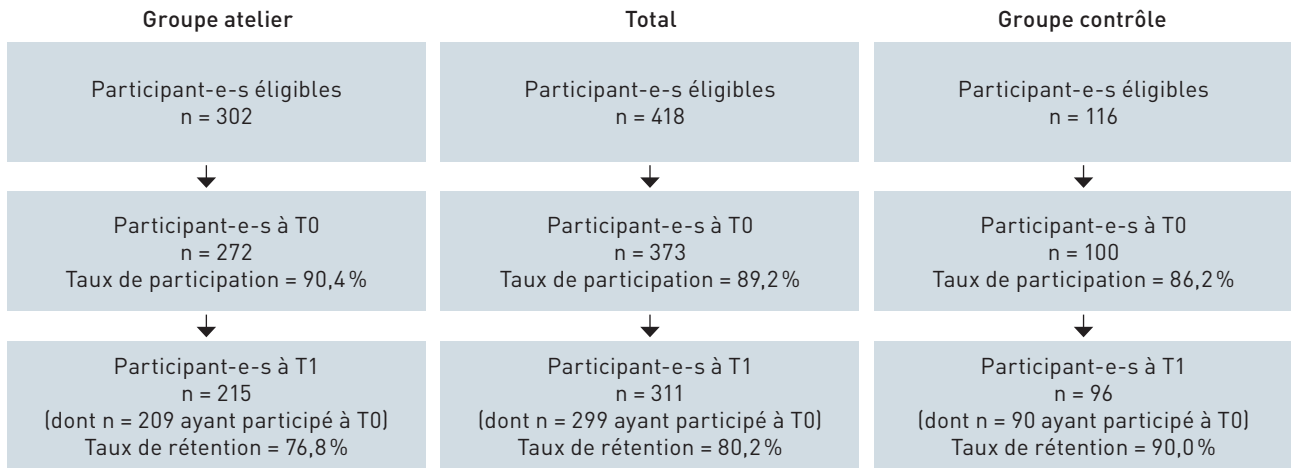 Groupe atelier
Participant-e-s éligibles
n = 302
Participant-e-s à T0
n = 272
Taux de participation = 90,4 %
Participant-e-s à T1
n = 215
(dont n = 209 ayant participé à T0)
Taux de rétention = 76,8 %
Total
Participant-e-s éligibles
n = 418
Participant-e-s à T0
n = 373
Taux de participation = 89,2 %
Participant-e-s à T1
n = 311
(dont n = 299 ayant participé à T0)
Taux de rétention = 80,2 %
Groupe contrôle
Participant-e-s éligibles
n = 116
Participant-e-s à T0
n = 100
Taux de participation = 86,2 %
Participant-e-s à T1
n = 96
(dont n = 90 ayant participé à T0)
Taux de rétention = 90,0 %